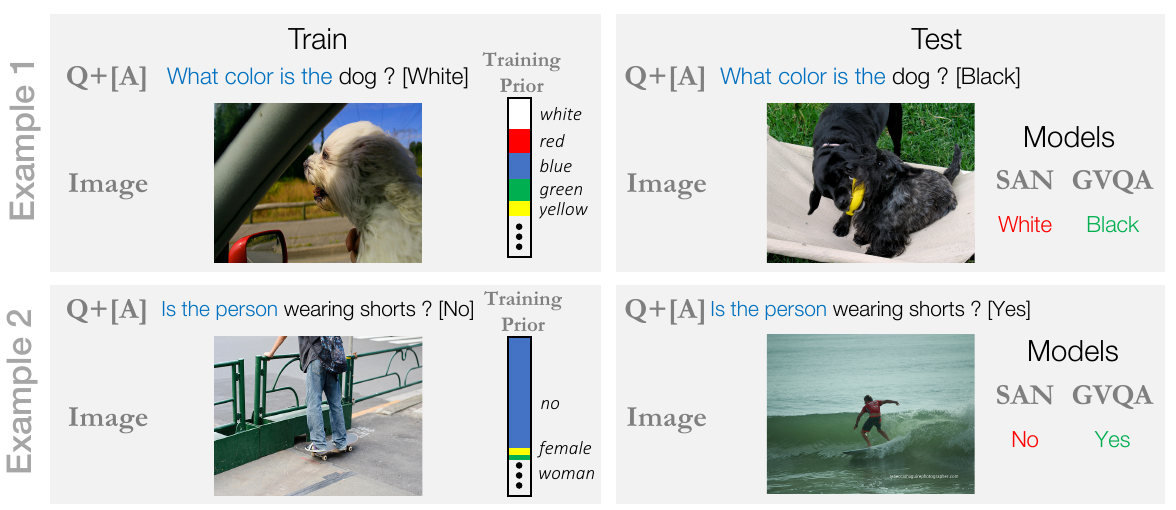 Example 1
Train
Q+[A] What color is the dog ? [White]
Training
Prior
Image
white
red
blue
green
yellow
Test
Q+[A] What color is the dog ? [Black]
Image
Models
SAN GVQA
White Black
Example 2
Q+[A] Is the person wearing shorts ? [No]
Training
Prior
Image
no
female
woman
Q+[A] Is the person wearing shorts ? [Yes]
Image
Models
SAN GVQA
No Yes